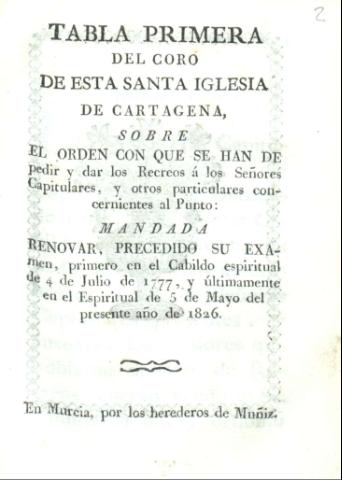 2
TABLA PRIMERA
DEL CORO
DE ESTA SANTA IGLESIA
DE CARTAGENA,
SOBRE
EL ORDEN CON QUE SE HAN DE
pedir y dar los Recreos á los Señores
Capitulares, y otros particulares con-
cernientes al Punto:
MANDADA
RENOVAR, PRECEDIDO SU EXA-
men, primero en el Cabildo espiritual
de 4 de Julio de 1777, y últimamente
en el Espiritual de 5 de Mayo del
presente año de 1826.
En Murcia, por los herederos de Muñiz.